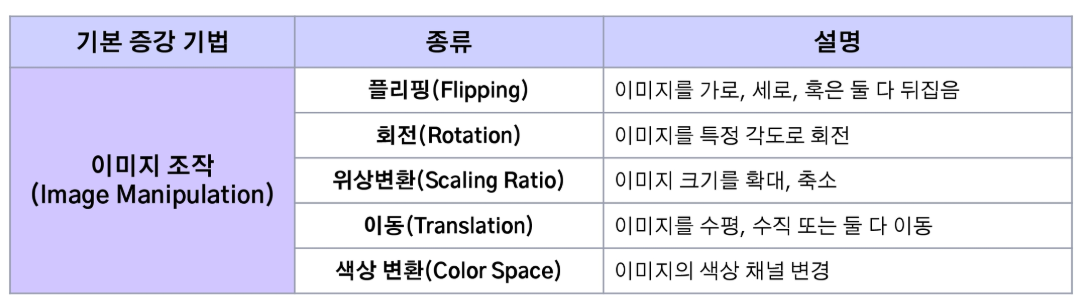 기본 증강 기법 종류 설명
플리핑(Flipping) 이미지를 가로, 세로, 혹은 둘 다 뒤집음
회전(Rotation) 이미지를 특정 각도로 회전
이미지 조작
(Image Manipulation)
위상변환(Scaling Ratio) 이미지 크기를 확대, 축소
이동(Translation) 이미지를 수평, 수직 또는 둘 다 이동
색상 변환(Color Space) 이미지의 색상 채널 변경